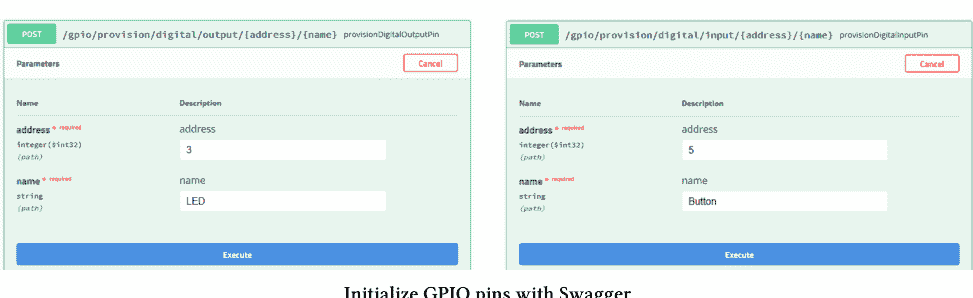 POST /gpio/provision/digital/output/{address}/{name} provisionDigitalOutputPin
Parameters
Cancel
Name Description
address * required address
integer($int32) 3
(path)
name * required name
string LED
(path)
Execute
POST /gpio/provision/digital/input/{address}/{name} provisionDigitalInputPin
Parameters
Cancel
Name Description
address * required address
integer($int32) 5
(path)
name * required name
string Button
(path)
Execute
Initialize GPIO pins with Swagger